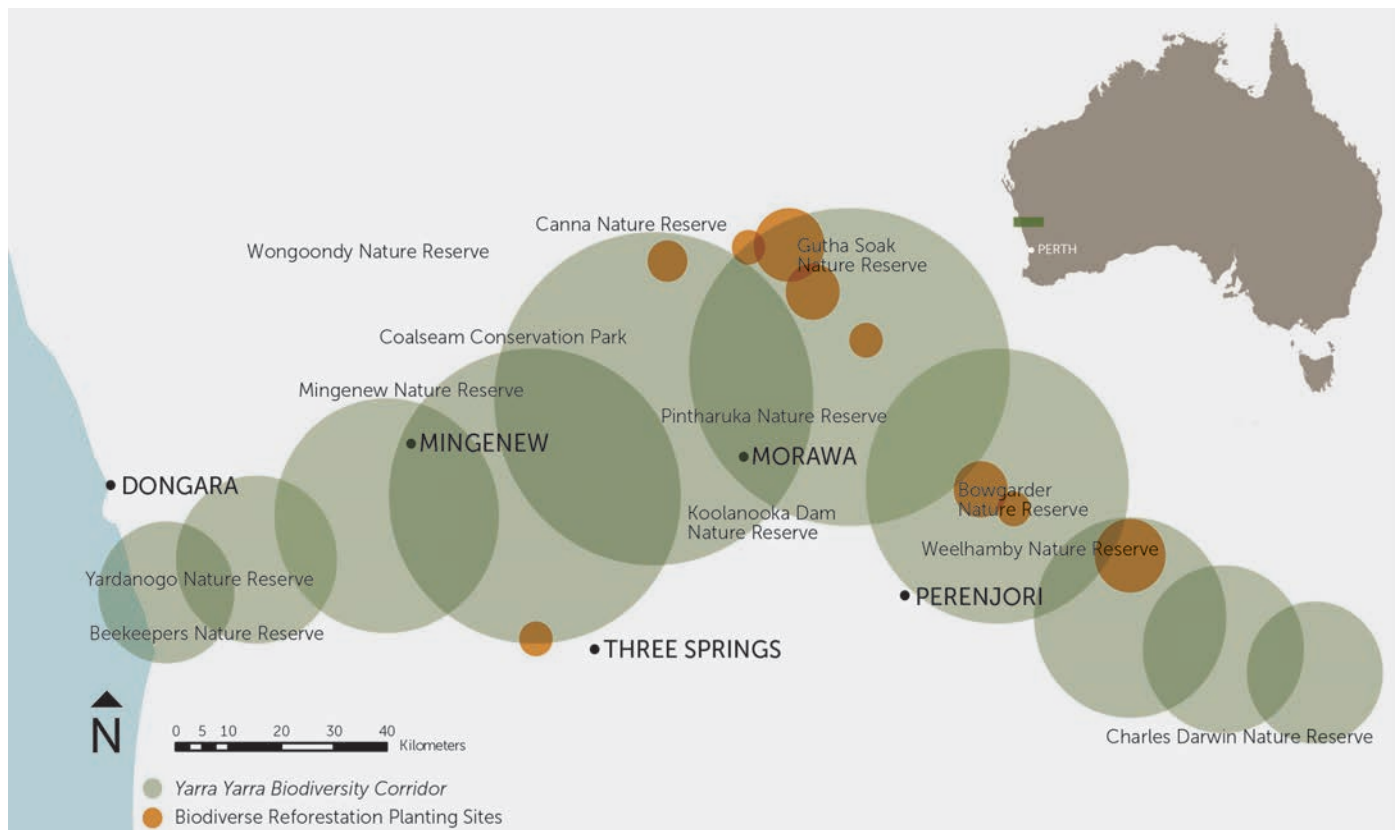 Canna Nature Reserve
Wongoondy Nature Reserve
Gutha Soak
Nature Reserve
PERTH
Coalseam Conservation Park
Mingenew Nature Reserve
Pintharuka Nature Reserve
MINGENEW
MORAWA
DONGARA
Bowgarder
Nature Reserve
Koolanooka Dam
Nature Reserve
Weelhamby Nature Reserve
Yardanogo Nature Reserve
PERENJORI
Beekeepers Nature Reserve
THREE SPRINGS
Charles Darwin Nature Reserve
N
0 5 10 20 30 40
Kilometers
Yarra Yarra Biodiversity Corridor
Biodiverse Reforestation Planting Sites